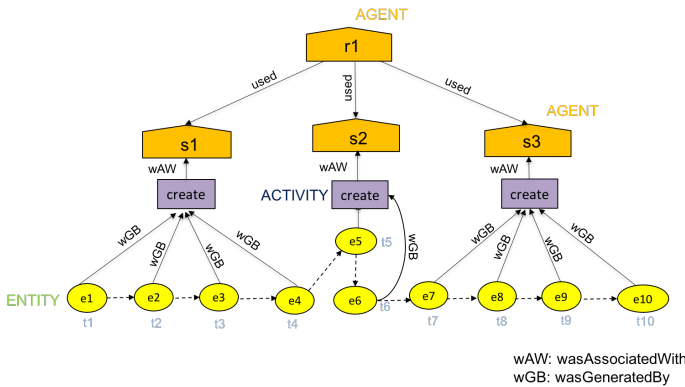 AGENT
r1
used
used
used
AGENT
s1
s2
s3
wAW
wAW
wAW
create
ACTIVITY
create
create
wGB
wGB
wGB
wGB
wGB
wGB
wGB
wGB
wGB
e5
t5
ENTITY
e1
e2
e3
e4
e6
e7
e8
e9
e10
t1
t2
t3
t4
t6
t7
t8
t9
t10
wAW: wasAssociatedWith
wGB: wasGeneratedBy